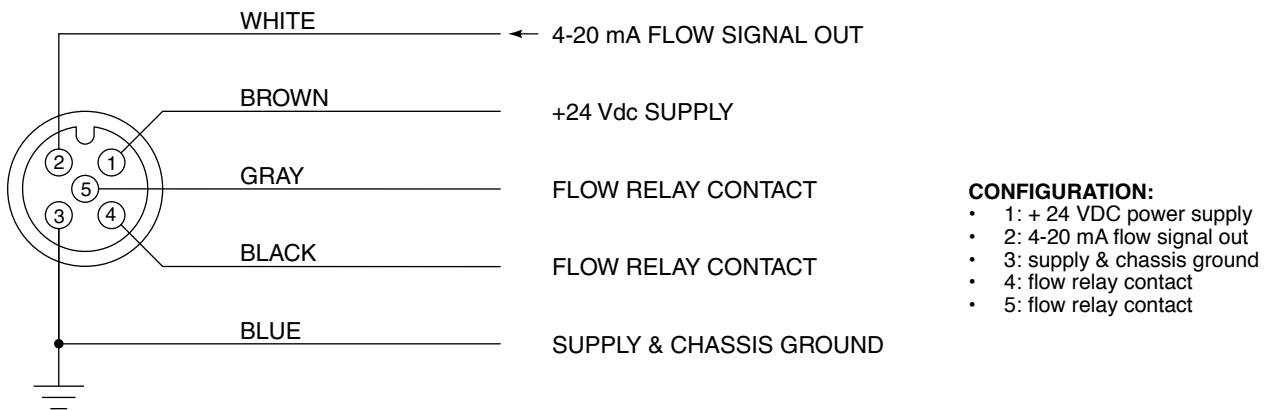 WHITE
4-20 mA FLOW SIGNAL OUT
BROWN
+24 Vdc SUPPLY
2
1
5
GRAY
FLOW RELAY CONTACT
3
4
BLACK
FLOW RELAY CONTACT
BLUE
SUPPLY & CHASSIS GROUND
CONFIGURATION:
• 1: + 24 VDC power supply
• 2: 4-20 mA flow signal out
• 3: supply & chassis ground
• 4: flow relay contact
• 5: flow relay contact